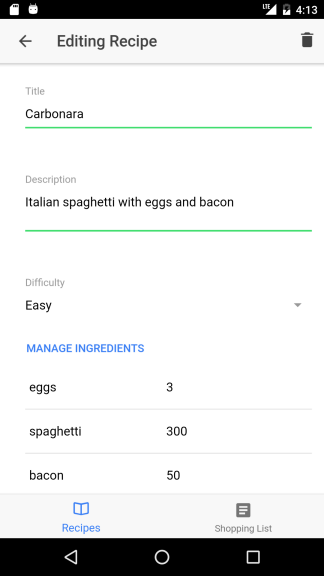 LTE 4:13
Editing Recipe
Title
Carbonara
Description
Italian spaghetti with eggs and bacon
Difficulty
Easy
MANAGE INGREDIENTS
eggs 3
spaghetti 300
bacon 50
Recipes Shopping List